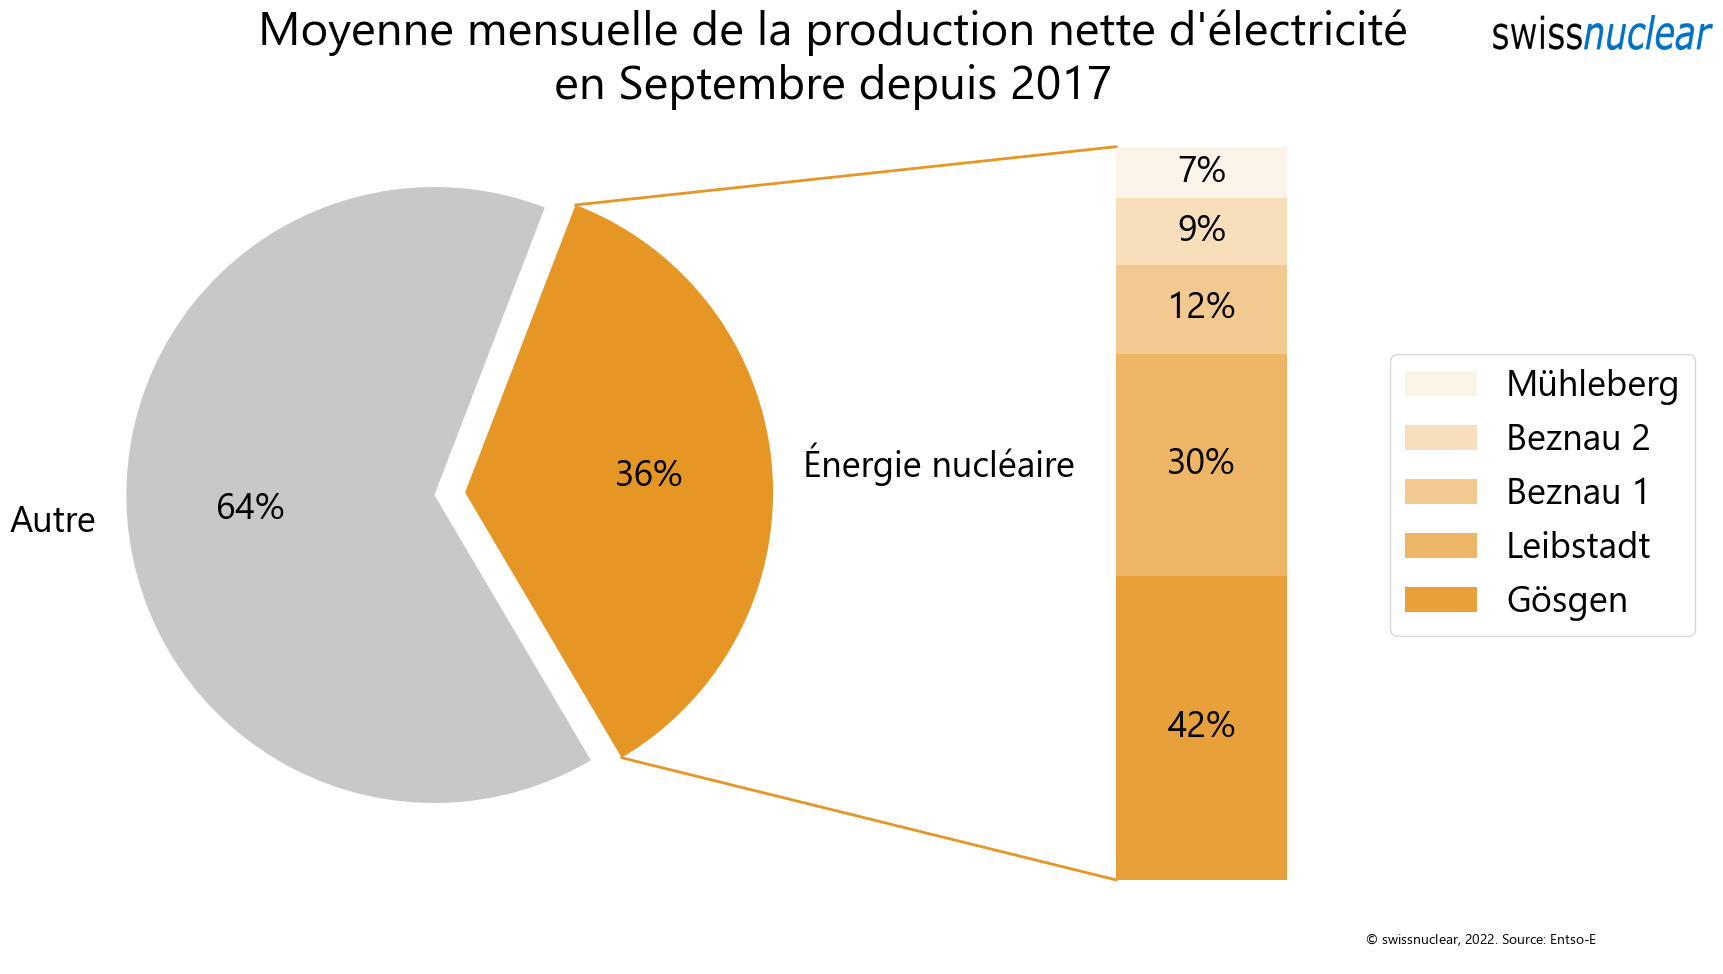 Moyenne mensuelle de la production nette d'électricité
en Septembre depuis 2017
swissnuclear
Autre
64%
36%
Énergie nucléaire
7%
9%
12%
30%
42%
Mühleberg
Beznau 2
Beznau 1
Leibstadt
Gösgen
© swissnuclear, 2022. Source: Entso-E